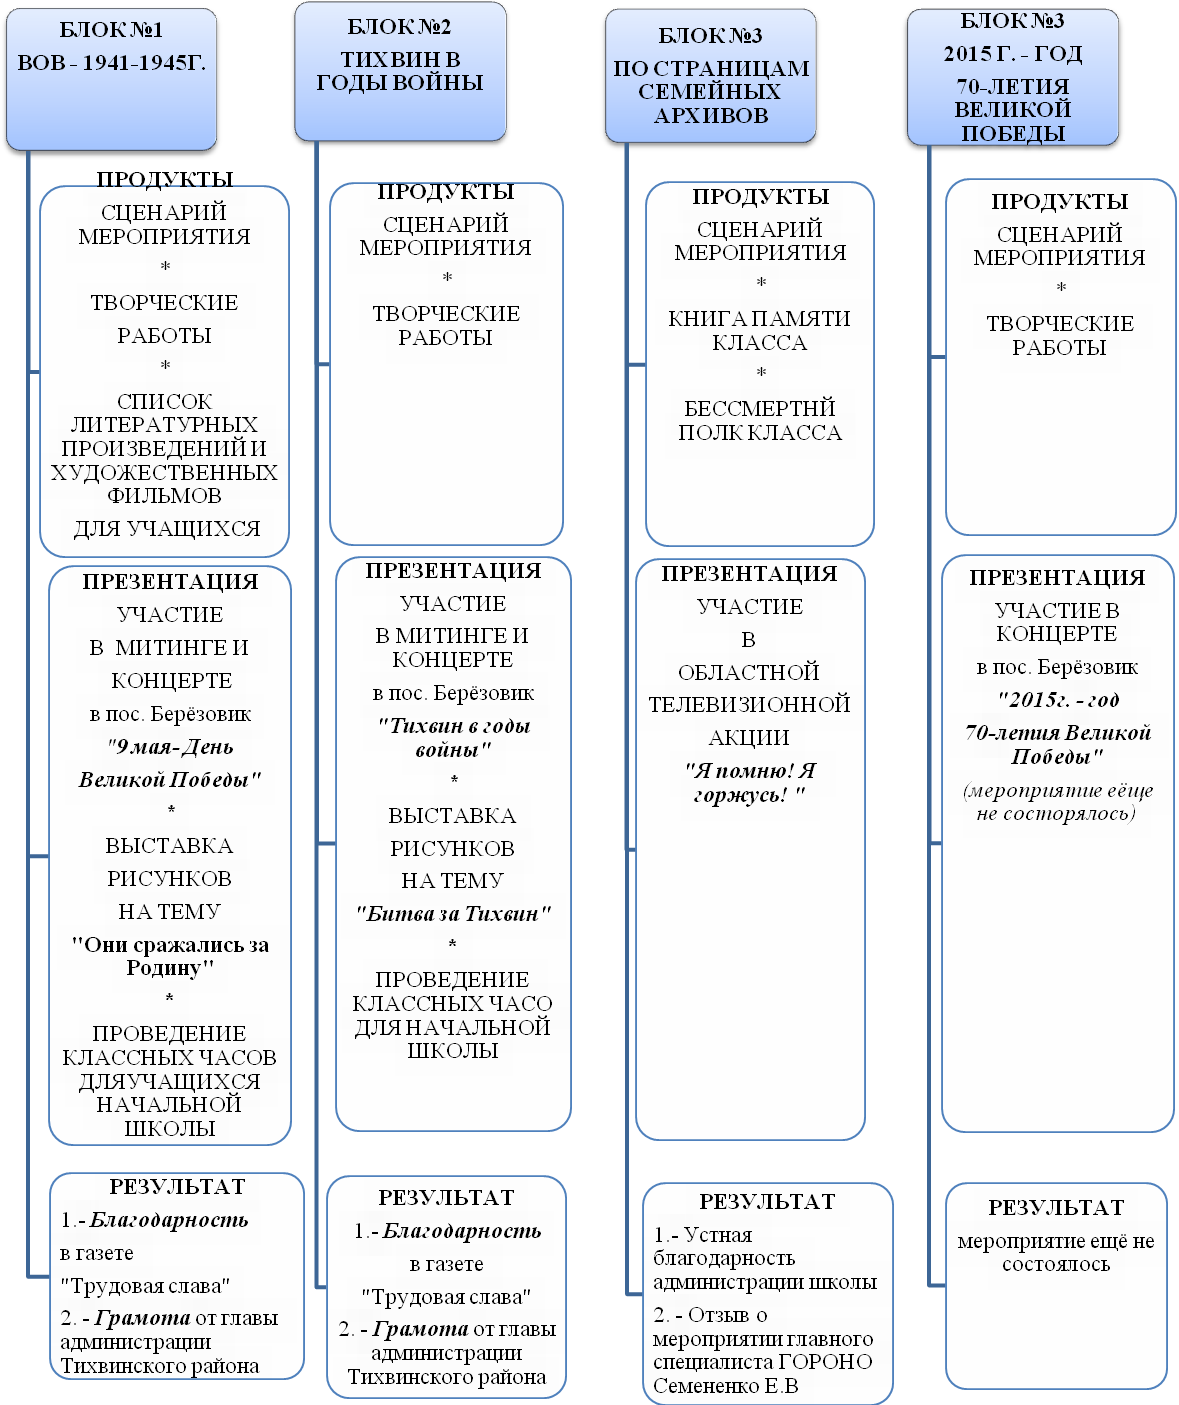 БЛОК №1
ВОВ - 1941-1945Г.
ПРОДУКТЫ
СЦЕНАРИЙ
МЕРОПРИЯТИЯ
*
ТВОРЧЕСКИЕ
РАБОТЫ
*
СПИСОК
ЛИТЕРАТУРНЫХ
ПРОИЗВЕДЕНИЙ И
ХУДОЖЕСТВЕННЫХ
ФИЛЬМОВ
ДЛЯ УЧАЩИХСЯ
ПРЕЗЕНТАЦИЯ
УЧАСТИЕ
В МИТИНГЕ И
КОНЦЕРТЕ
в пос. Берёзовик
"9 мая- День
Великой Победы"
*
ВЫСТАВКА
РИСУНКОВ
НА ТЕМУ
"Они сражались за
Родину"
*
ПРОВЕДЕНИЕ
КЛАССНЫХ ЧАСОВ
ДЛЯУЧАЩИХСЯ
НАЧАЛЬНОЙ
ШКОЛЫ
РЕЗУЛЬТАТ
1.- Благодарность
в газете
"Трудовая слава"
2. - Грамота от главы
администрации
Тихвинского района
БЛОК №2
ТИХВИН В
ГОДЫ ВОЙНЫ
ПРОДУКТЫ
СЦЕНАРИЙ
МЕРОПРИЯТИЯ
*
ТВОРЧЕСКИЕ
РАБОТЫ
ПРЕЗЕНТАЦИЯ
УЧАСТИЕ
В МИТИНГЕ И
КОНЦЕРТЕ
в пос. Берёзовик
"Тихвин в годы
войны"
*
ВЫСТАВКА
РИСУНКОВ
НА ТЕМУ
"Битва за Тихвин"
*
ПРОВЕДЕНИЕ
КЛАССНЫХ ЧАСО
ДЛЯ НАЧАЛЬНОЙ
ШКОЛЫ
РЕЗУЛЬТАТ
1.- Благодарность
в газете
"Трудовая слава"
2. - Грамота от главы
администрации
Тихвинского района
БЛОК №3
ПО СТРАНИЦАМ
СЕМЕЙНЫХ
АРХИВОВ
ПРОДУКТЫ
СЦЕНАРИЙ
МЕРОПРИЯТИЯ
*
КНИГА ПАМЯТИ
КЛАССА
*
БЕССМЕРТНЙ
ПОЛК КЛАССА
ПРЕЗЕНТАЦИЯ
УЧАСТИЕ
В
ОБЛАСТНОЙ
ТЕЛЕВИЗИОННОЙ
АКЦИИ
"Я помню! Я
горжусь! "
РЕЗУЛЬТАТ
1.- Устная
благодарность
администрации школы
2. - Отзыв о
мероприятии главного
специалиста ГОРОНО
Семененко Е.В
БЛОК №3
2015 Г. - ГОД
70-ЛЕТИЯ
ВЕЛИКОЙ
ПОБЕДЫ
ПРОДУКТЫ
СЦЕНАРИЙ
МЕРОПРИЯТИЯ
*
ТВОРЧЕСКИЕ
РАБОТЫ
ПРЕЗЕНТАЦИЯ
УЧАСТИЕ В
КОНЦЕРТЕ
в пос. Берёзовик
"2015г. - год
70-летия Великой
Победы"
(мероприятие еёще
не состорялось)
РЕЗУЛЬТАТ
мероприятие ещё не
состоялось